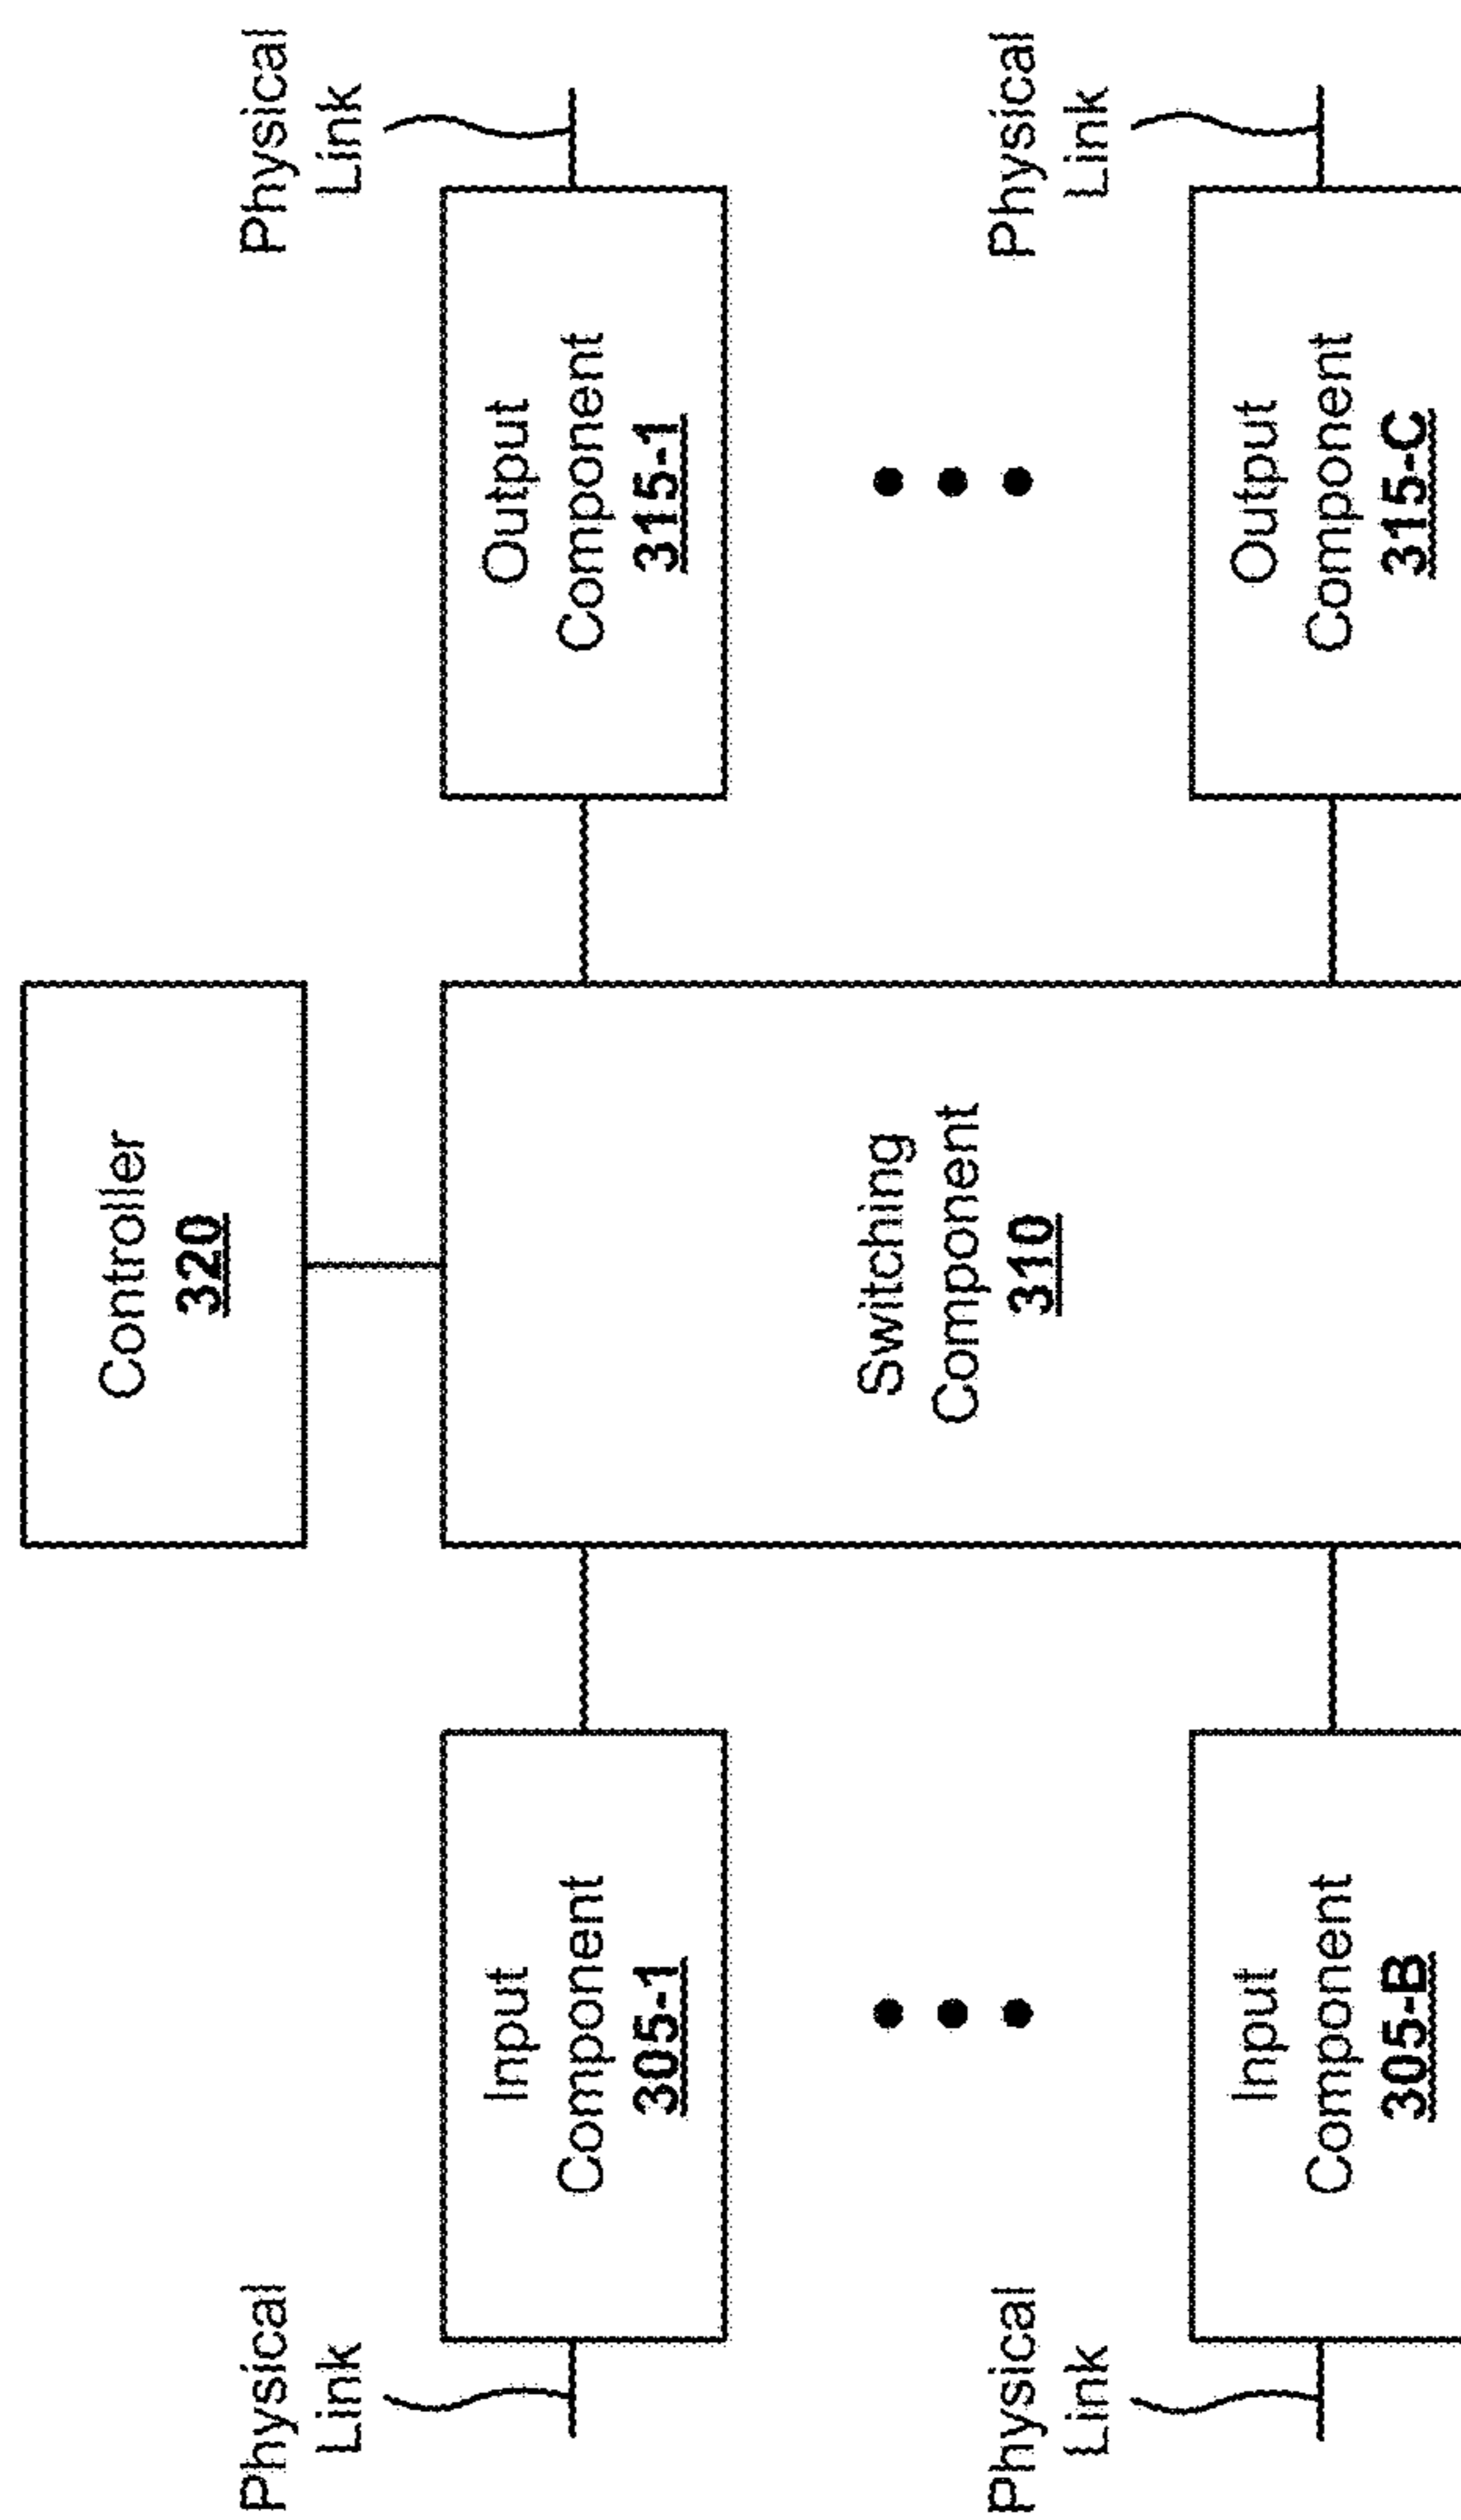 Controller
320
Physical
Link
Input
Component
305-1
Switching
Component
310
Output
Component
315-1
Physical
Link
Physical
Link
Input
Component
305-B
Output
Component
315-C
Physical
Link